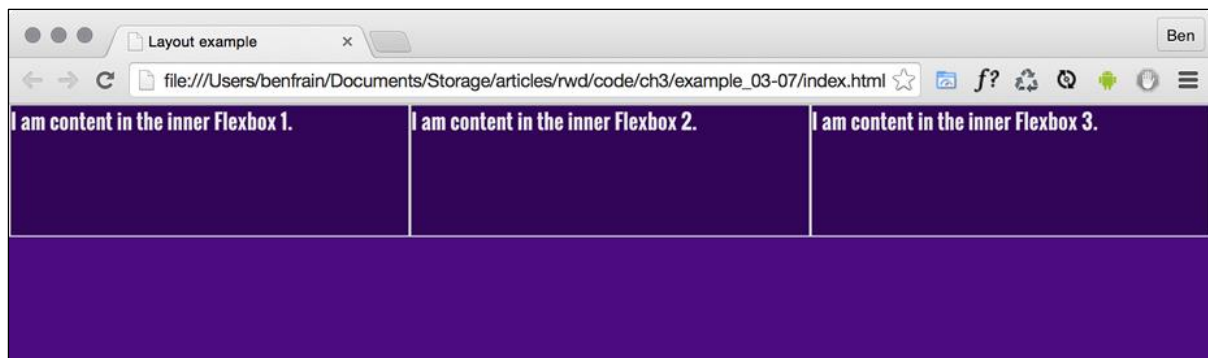 Layout example
Ben
file:///Users/benfrain/Documents/Storage/articles/rwd/code/ch3/example_03-07/index.html
f?
I am content in the inner Flexbox 1.
I am content in the inner Flexbox 2.
I am content in the inner Flexbox 3.